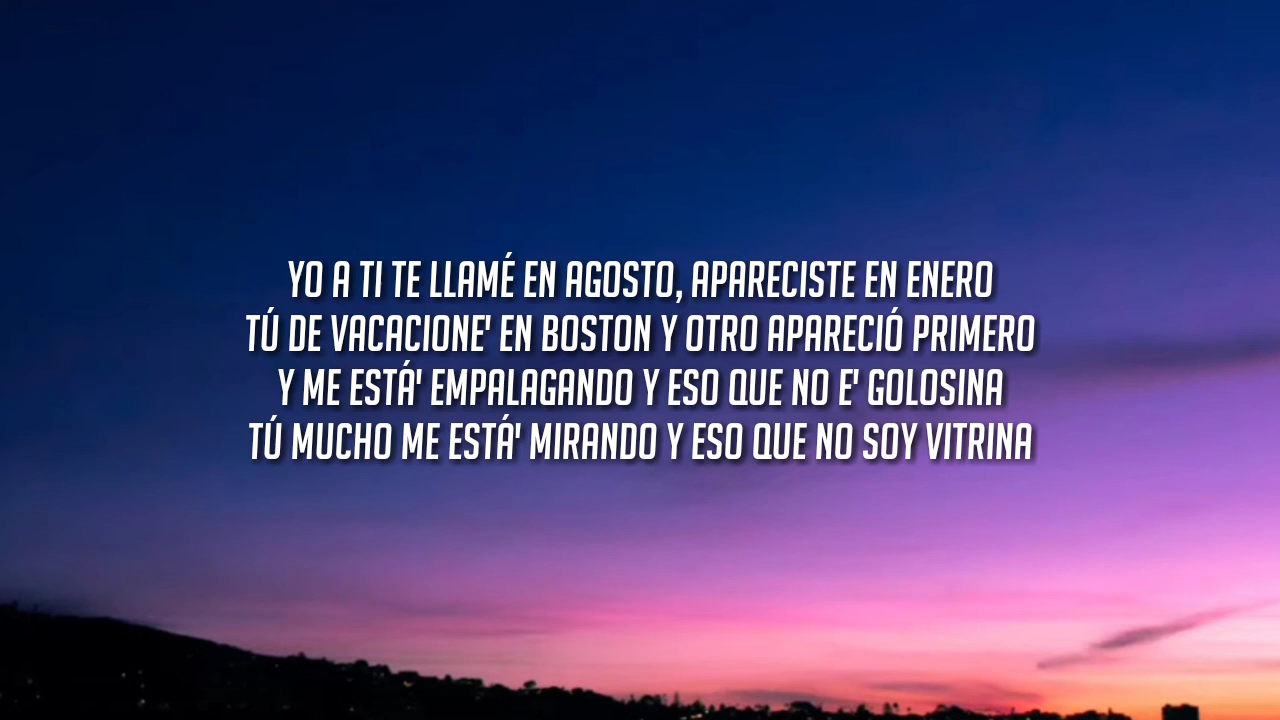 YO A TI TE LLAMÉ EN AGOSTO, APARECISTE EN ENERO
TÚ DE VACACIONE' EN BOSTON Y OTRO APARECIÓ PRIMERO
Y ME ESTÁ' EMPALAGANDO Y ESO QUE NO E' GOLOSINA
TÚ MUCHO ME ESTÁ' MIRANDO Y ESO QUE NO SOY VITRINA